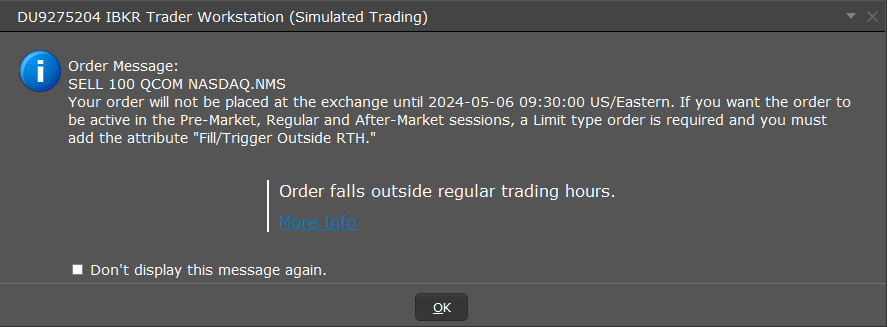 DU9275204 IBKR Trader Workstation (Simulated Trading)
Order Message:
SELL 100 QCOM NASDAQ.NMS
Your order will not be placed at the exchange until 2024-05-06 09:30:00 US/Eastern. If you want the order to
be active in the Pre-Market, Regular and After-Market sessions, a Limit type order is required and you must
add the attribute "Fill/Trigger Outside RTH."
Order falls outside regular trading hours.
More Info
Don't display this message again.
OK